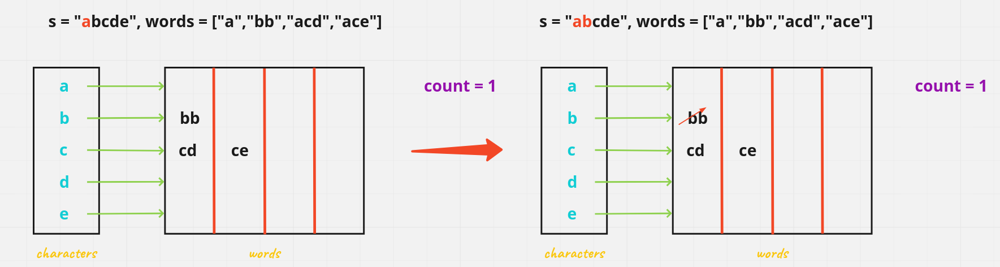 s = "abcde", words = ["a","bb","acd","ace"]
a
b bb
c cd ce
d
e
count = 1
characters
words
s = "abcde", words = ["a","bb","acd","ace"]
a
b bb
c cd ce
d
e
count = 1
characters
words